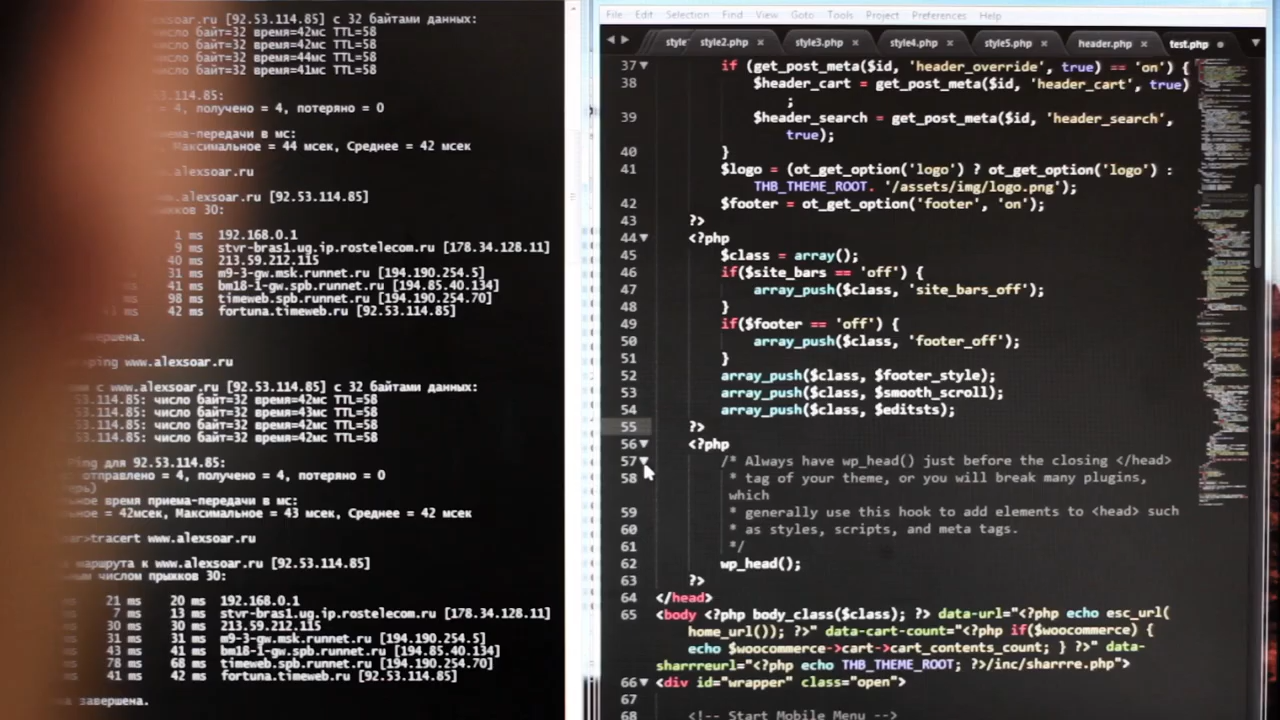 alexsoar.ru [92.53.114.85] с 32 байтами данных:
число байт=32 время=42мс TTL=58
число байт=32 время=44мс TTL=58
число байт=32 время=41мс TTL=58
.114.85:
= 4, получено = 4, потеряно = 0
приема-передачи в мс:
Максимальное = 44 мсек, Среднее = 42 мсек
.alexsoar.ru
.alexsoar.ru [92.53.114.85]
прыжков 30:
1 ms 192.168.0.1
9 ms stvr-bras1.ug.ip.rostelecom.ru [178.34.128.11]
40 ms 213.59.212.115
31 ms m9-3-gw.msk.runnet.ru [194.190.254.5]
41 ms bm18-1-gw.spb.runnet.ru [194.85.40.134]
98 ms timeweb.spb.runnet.ru [194.190.254.70]
ms 42 ms fortuna.timeweb.ru [92.53.114.85]
ping www.alexsoar.ru
с www.alexsoar.ru [92.53.114.85] с 32 байтами данных:
53.114.85: число байт=32 время=42мс TTL=58
53.114.85: число байт=32 время=43мс TTL=58
53.114.85: число байт=32 время=42мс TTL=58
53.114.85: число байт=32 время=42мс TTL=58
Ping для 92.53.114.85:
отправлено = 4, получено = 4, потеряно = 0
время приема-передачи в мс:
= 42мсек, Максимальное = 43 мсек, Среднее = 42 мсек
>tracert www.alexsoar.ru
маршрута к www.alexsoar.ru [92.53.114.85]
числом прыжков 30:
ms 21 ms 20 ms 192.168.0.1
ms 7 ms 13 ms stvr-bras1.ug.ip.rostelecom.ru [178.34.128.11]
ms 30 ms 30 ms 213.59.212.115
ms 31 ms 31 ms m9-3-gw.msk.runnet.ru [194.190.254.5]
ms 43 ms 41 ms bm18-1-gw.spb.runnet.ru [194.85.40.134]
ms 78 ms 68 ms timeweb.spb.runnet.ru [194.190.254.70]
ms 41 ms 42 ms fortuna.timeweb.ru [92.53.114.85]
завершена.
File Edit Selection Find View Goto Tools Project Preferences Help
style style2.php × style3.php × style4.php × style5.php × header.php × test.php
37 if (get_post_meta($id, 'header_override', true) == 'on') {
38 $header_cart = get_post_meta($id, 'header_cart', true)
;
39 $header_search = get_post_meta($id, 'header_search',
true);
40 }
41 $logo = (ot_get_option('logo') ? ot_get_option('logo') :
THB_THEME_ROOT. '/assets/img/logo.png');
42 $footer = ot_get_option('footer', 'on');
43 ?>
44 <?php
45 $class = array();
46 if($site_bars == 'off') {
47 array_push($class, 'site_bars_off');
48 }
49 if($footer == 'off') {
50 array_push($class, 'footer_off');
51 }
52 array_push($class, $footer_style);
53 array_push($class, $smooth_scroll);
54 array_push($class, $editsts);
55 ?>
56 <?php
57 /* Always have wp_head() just before the closing </head>
58 * tag of your theme, or you will break many plugins,
which
59 * generally use this hook to add elements to <head> such
60 * as styles, scripts, and meta tags.
61 */
62 wp_head();
63 ?>
64 </head>
65 <body <?php body_class($class); ?> data-url="<?php echo esc_url(
home_url()); ?>" data-cart-count="<?php if($woocommerce) {
echo $woocommerce->cart->cart_contents_count; } ?>" data-
sharrreurl="<?php echo THB_THEME_ROOT; ?>/inc/sharrre.php">
66 <div id="wrapper" class="open">
67
68 <!-- Start Mobile Menu -->